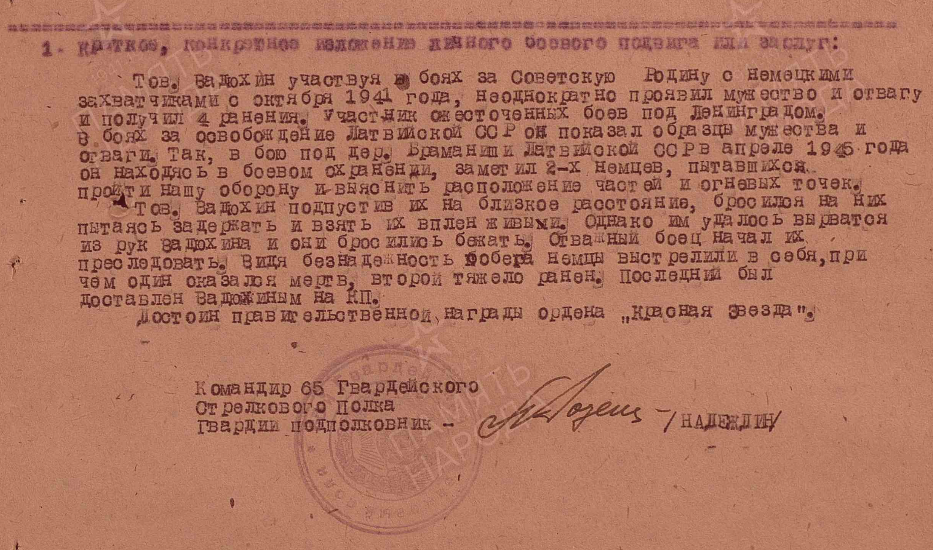 1. Краткое, конкретное изложение личного боевого подвига или заслуг:
Тов. Вадюхин участвуя в боях за Советскую Родину с немецкими
захватчиками с октября 1941 года, неоднократно проявил мужество и отвагу
и получил 4 ранения. Участник ожесточенных боев под Ленинградом.
В боях за освобождение Латвийской ССР он показал образцы мужества и
отваги. Так, в бою под дер. Браманиши Латвийской ССР в апреле 1945 года
он находясь в боевом охранении, заметил 2-х немцев, пытавшихся
пройти нашу оборону и выяснить расположение частей и огневых точек.
Тов. Вадюхин подпустив их на близкое расстояние, бросился на них
пытаясь задержать и взять их вплен живыми. Однако им удалось вырватся
из рук Вадюхина и они бросились бежать. Отважный боец начал их
преследовать. Видя безнадежность побега немцы выстрелили в себя, при
чем один оказался мертв, второй тяжело ранен. Последний был
доставлен Вадюхиным на КП.
Достоин правительственной награды ордена „Красная Звезда".
Командир 65 Гвардейского
Стрелкового Полка
Гвардии подполковник - /НАДЕЖДИН/
ПАМЯТЬ
НАРОДА